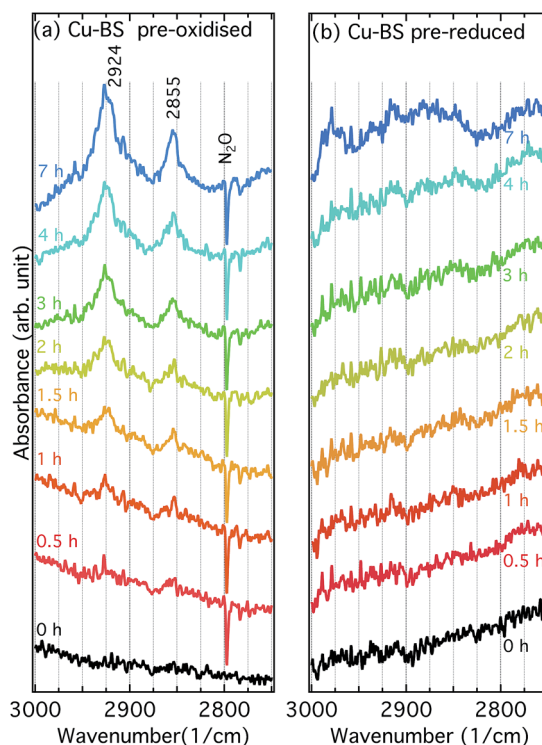 (a) Cu-BS pre-oxidised
2924
2855
N₂O
7 h
4 h
3 h
2 h
1.5 h
1 h
0.5 h
0 h
Absorbance (arb. unit)
3000 2900 2800
Wavenumber(1/cm)
(b) Cu-BS pre-reduced
7 h
4 h
3 h
2 h
1.5 h
1 h
0.5 h
0 h
3000 2900 2800
Wavenumber(1/cm)